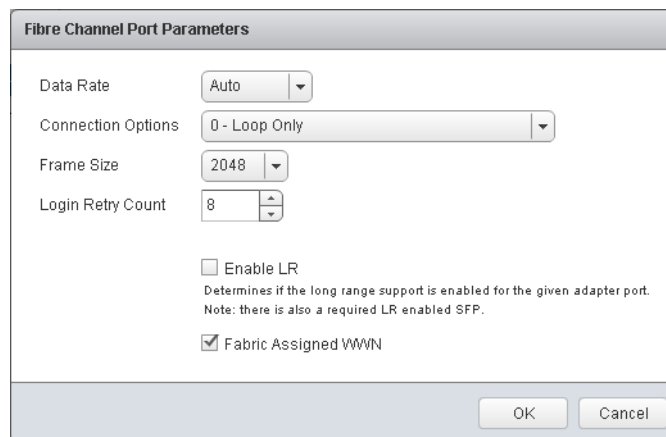 Fibre Channel Port Parameters
Data Rate Auto
Connection Options 0 - Loop Only
Frame Size 2048
Login Retry Count 8
Enable LR
Determines if the long range support is enabled for the given adapter port.
Note: there is also a required LR enabled SFP.
Fabric Assigned WWN
OK Cancel